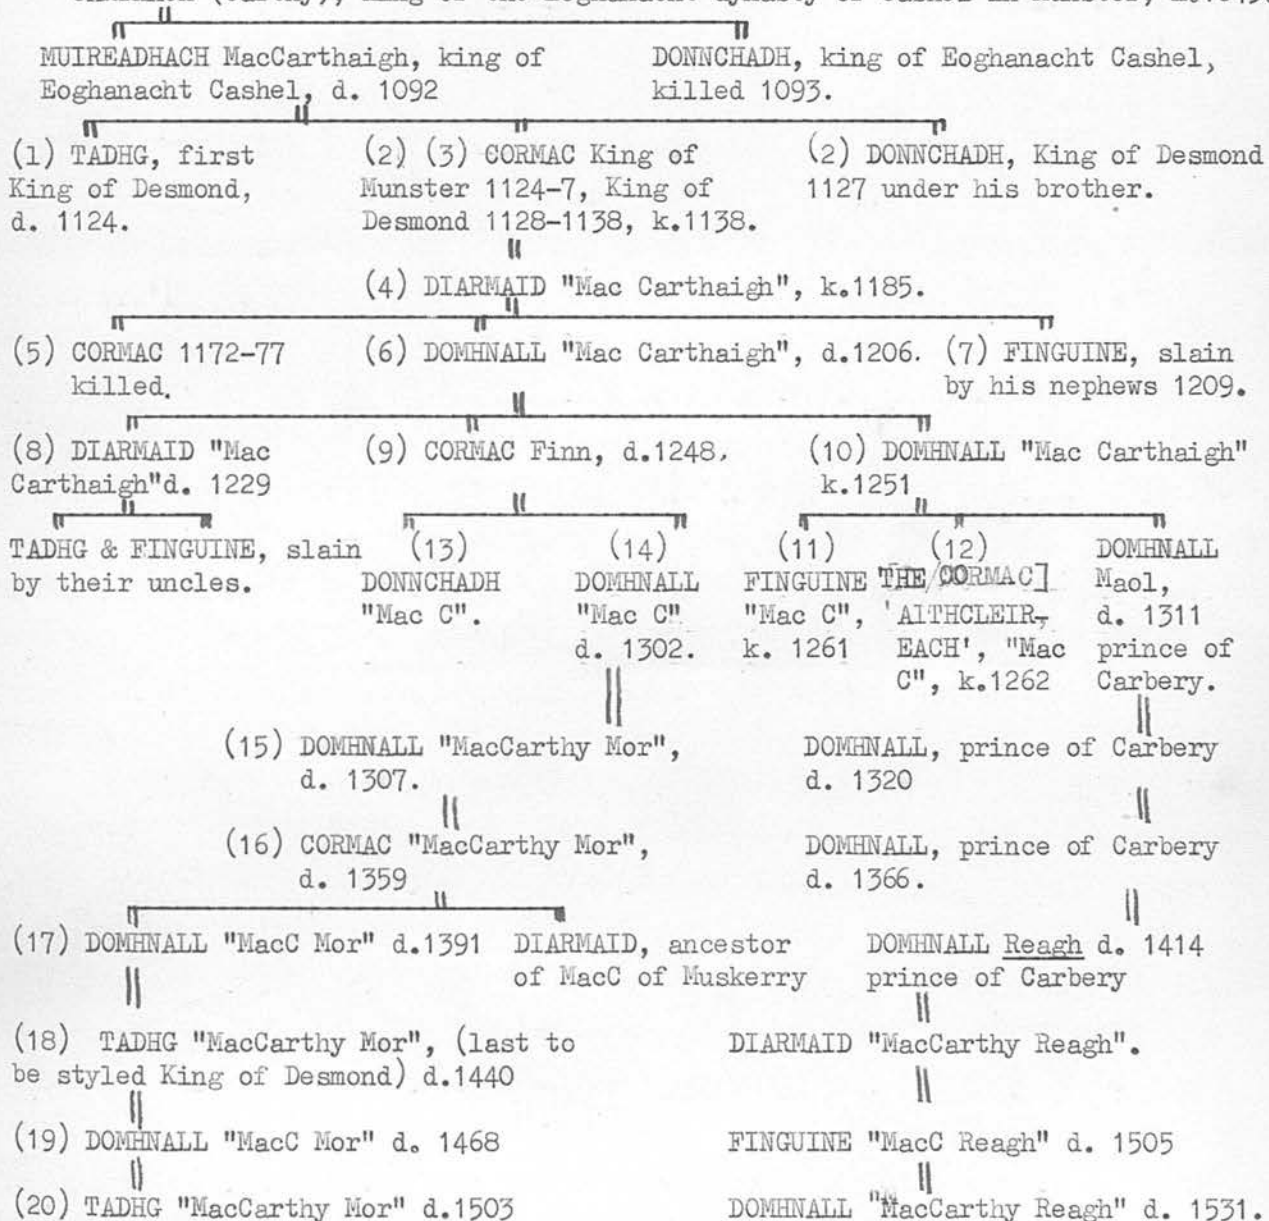 MUIREADHACH MacCarthaigh, king of
Eoghanacht Cashel, d. 1092
DONNCHADH, king of Eoghanacht Cashel,
killed 1093.
(1) TADHG, first
King of Desmond,
d. 1124.
(2) (3) CORMAC King of
Munster 1124-7, King of
Desmond 1128-1138, k.1138.
(2) DONNCHADH, King of Desmond
1127 under his brother.
(4) DIARMAID "Mac Carthaigh", k.1185.
(5) CORMAC 1172-77
killed.
(6) DOMHNALL "Mac Carthaigh", d.1206.
(7) FINGUINE, slain
by his nephews 1209.
(8) DIARMAID "Mac
Carthaigh"d. 1229
(9) CORMAC Finn, d.1248.
(10) DOMHNALL "Mac Carthaigh"
k.1251
TADHG & FINGUINE, slain
by their uncles.
(13)
DONNCHADH
"Mac C".
(14)
DOMHNALL
"Mac C"
d. 1302.
(11)
FINGUINE
"Mac C",
k. 1261
(12)
THE CORMAC]
'AITHCLEIR-
EACH', "Mac
C", k.1262
DOMHNALL
Maol,
d. 1311
prince of
Carbery.
(15) DOMHNALL "MacCarthy Mor",
d. 1307.
DOMHNALL, prince of Carbery
d. 1320
(16) CORMAC "MacCarthy Mor",
d. 1359
DOMHNALL, prince of Carbery
d. 1366.
(17) DOMHNALL "MacC Mor" d.1391
DIARMAID, ancestor
of MacC of Muskerry
DOMHNALL Reagh d. 1414
prince of Carbery
(18) TADHG "MacCarthy Mor", (last to
be styled King of Desmond) d.1440
DIARMAID "MacCarthy Reagh".
(19) DOMHNALL "MacC Mor" d. 1468
FINGUINE "MacC Reagh" d. 1505
(20) TADHG "MacCarthy Mor" d.1503
DOMHNALL "MacCarthy Reagh" d. 1531.